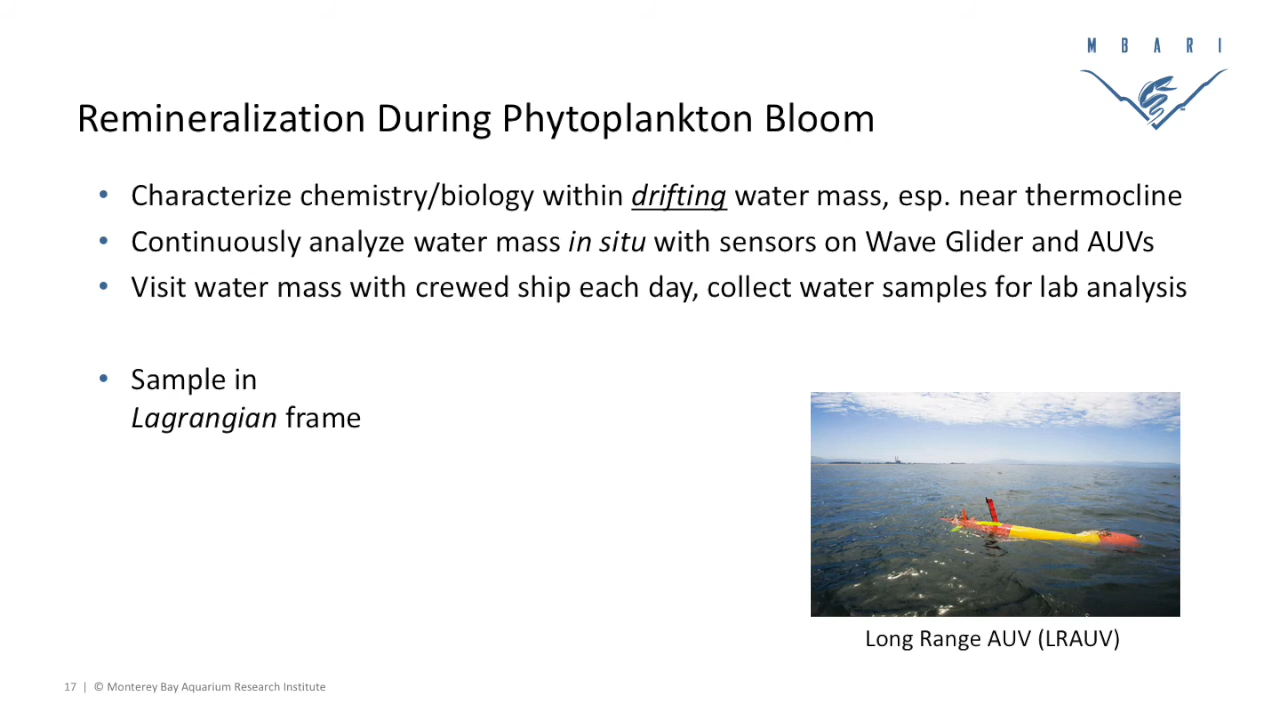 M B A R I
Remineralization During Phytoplankton Bloom
• Characterize chemistry/biology within drifting water mass, esp. near thermocline
• Continuously analyze water mass in situ with sensors on Wave Glider and AUVs
• Visit water mass with crewed ship each day, collect water samples for lab analysis
• Sample in
Lagrangian frame
Long Range AUV (LRAUV)
17 | © Monterey Bay Aquarium Research Institute